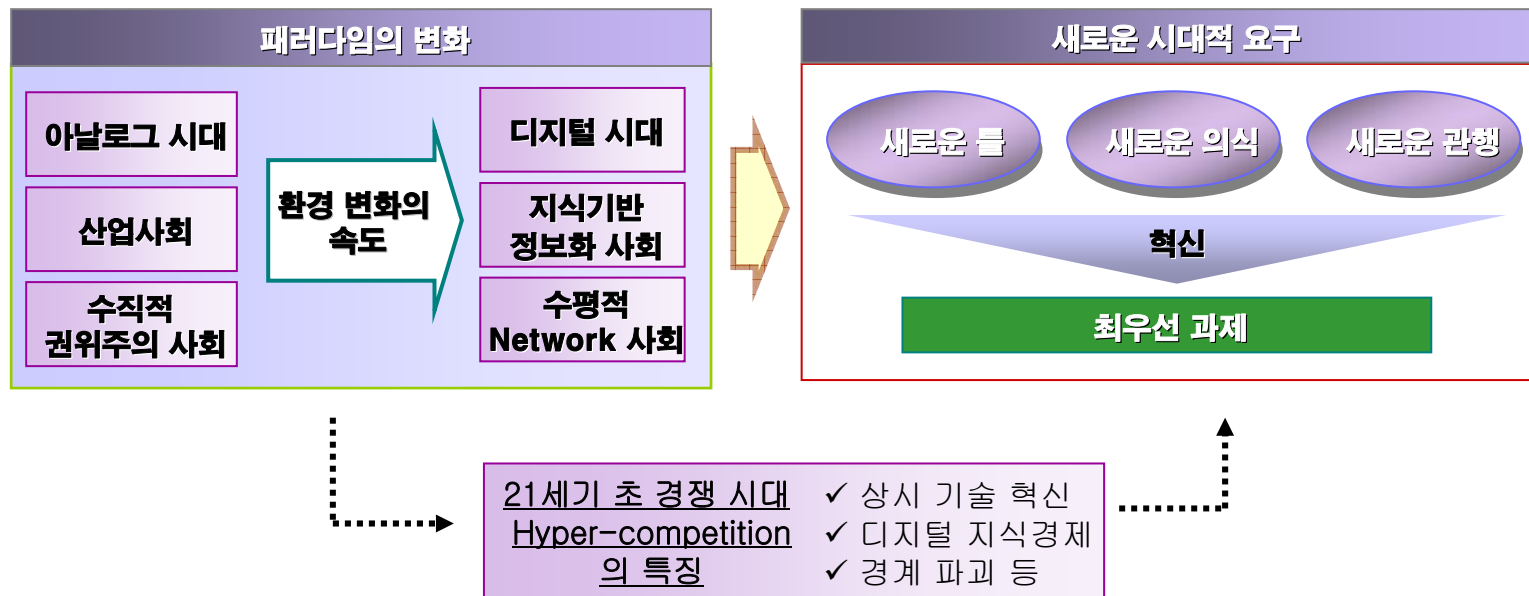 패러다임의 변화
아날로그 시대
산업사회
수직적
권위주의 사회
환경 변화의
속도
디지털 시대
지식기반
정보화 사회
수평적
Network 사회
새로운 시대적 요구
새로운 틀
새로운 의식
새로운 관행
혁신
최우선 과제
21세기 초 경쟁 시대
Hyper-competition
의 특징
✓ 상시 기술 혁신
✓ 디지털 지식경제
✓ 경계 파괴 등